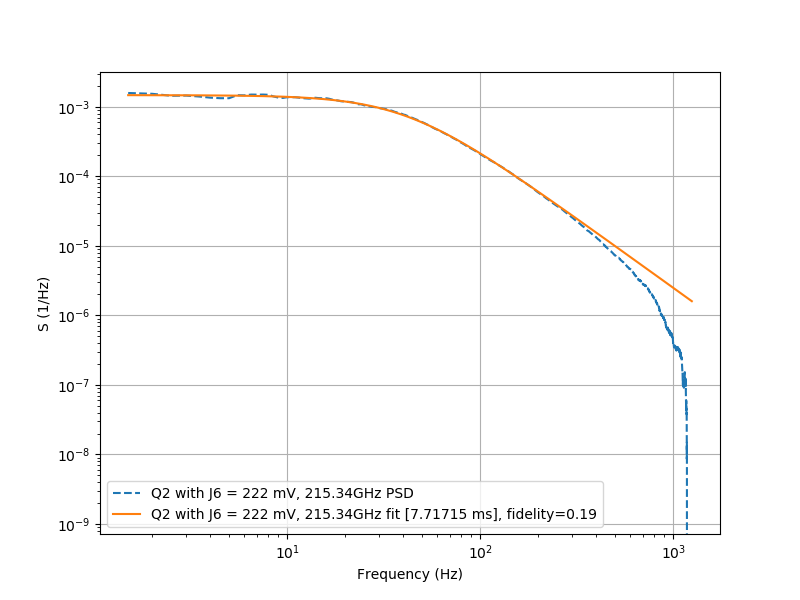 10⁻³
10⁻⁴
10⁻⁵
10⁻⁶
10⁻⁷
10⁻⁸
10⁻⁹
S (1/Hz)
Q2 with J6 = 222 mV, 215.34GHz PSD
Q2 with J6 = 222 mV, 215.34GHz fit [7.71715 ms], fidelity=0.19
10¹ 10² 10³
Frequency (Hz)